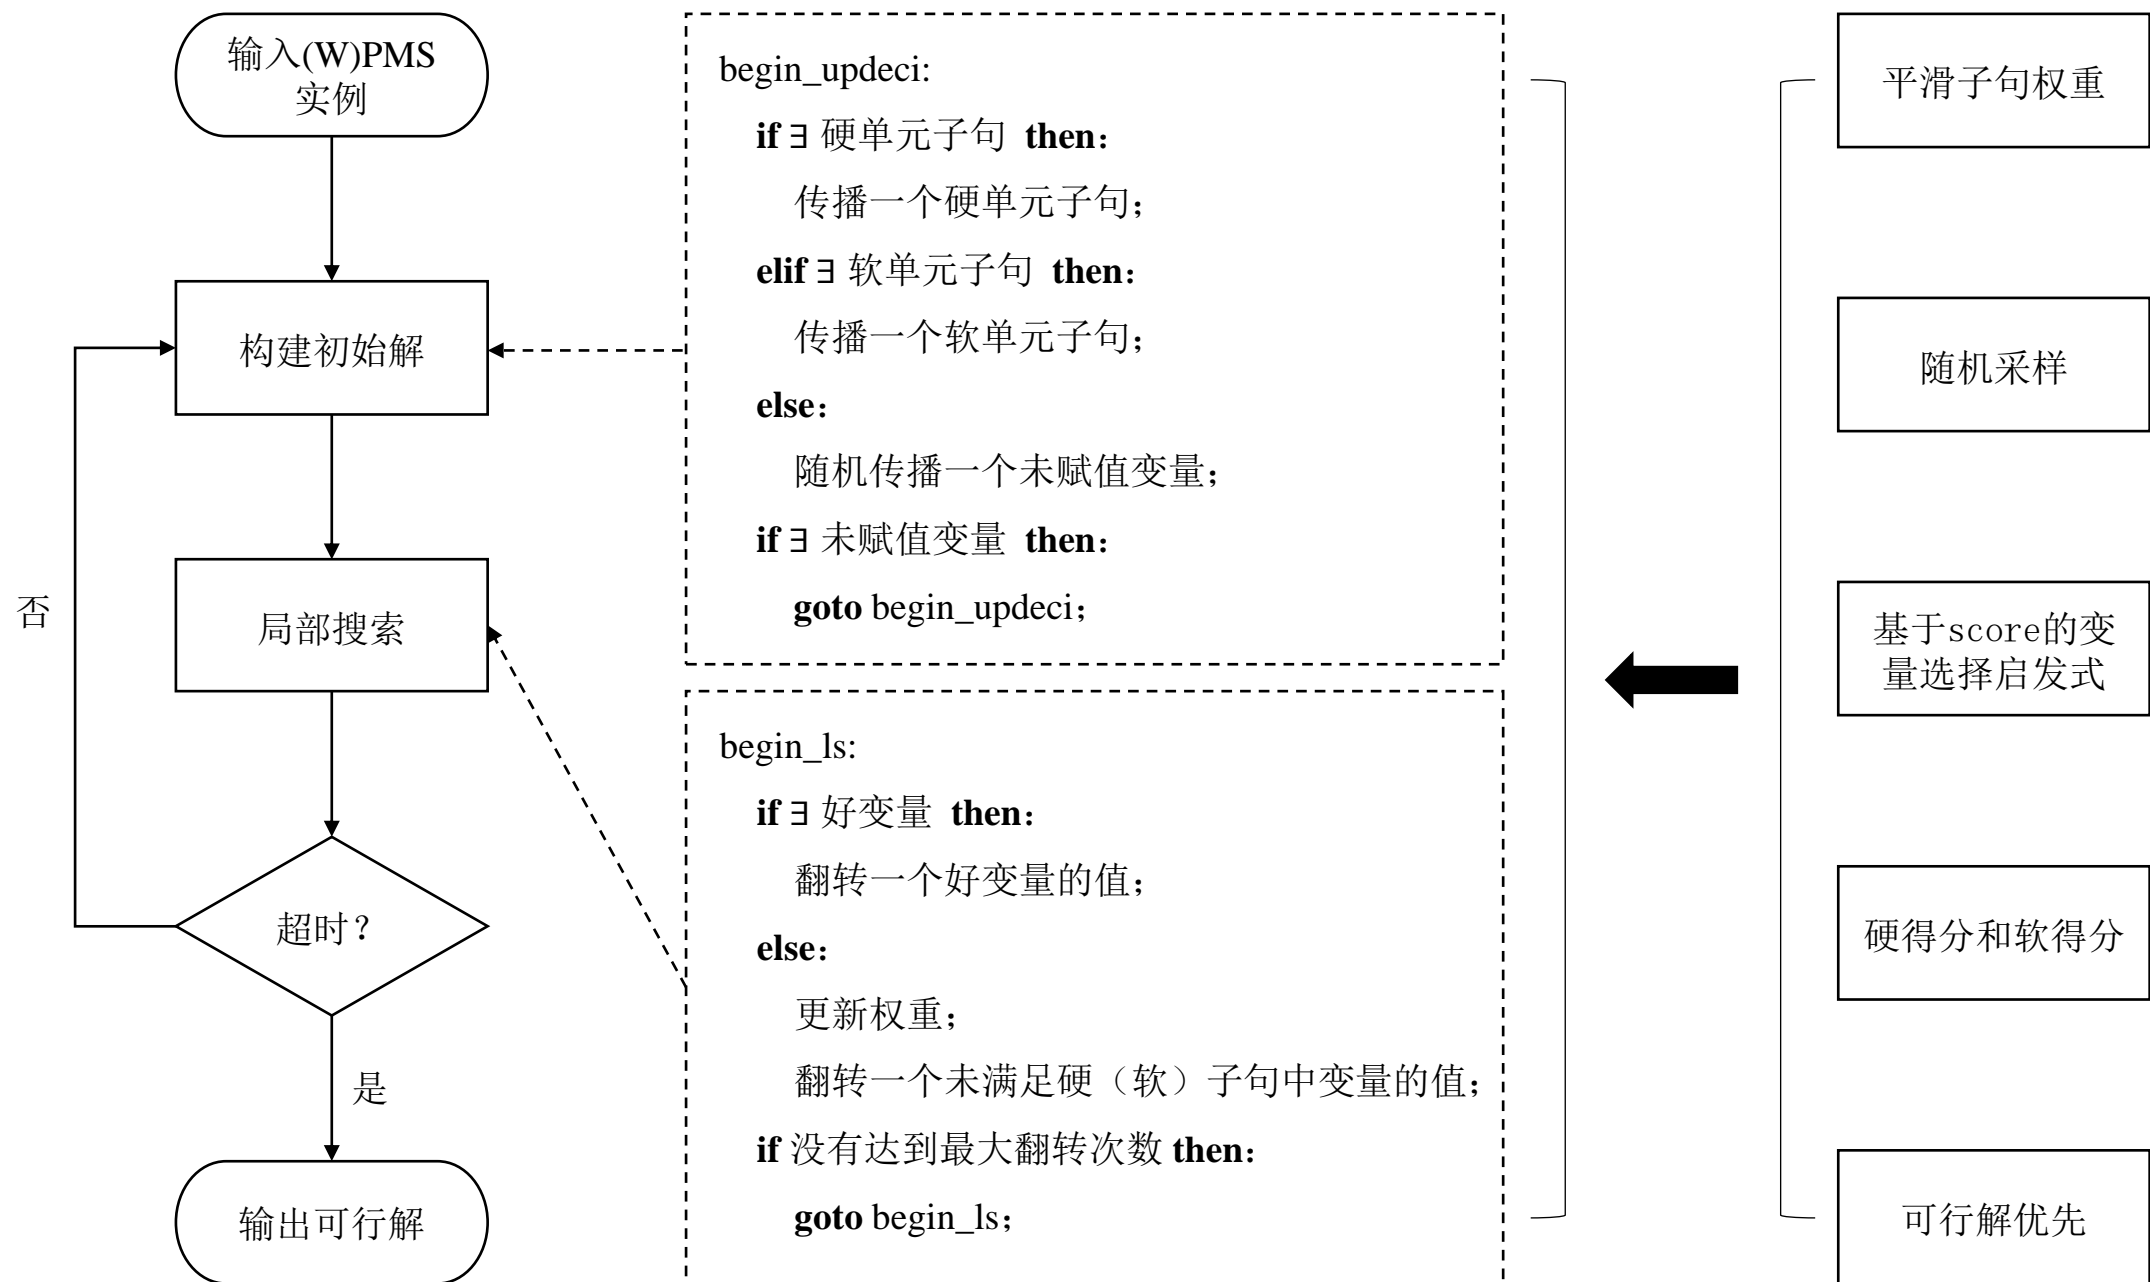 输入(W)PMS
实例
构建初始解
局部搜索
否
超时？
是
输出可行解
begin_updeci:
if ∃ 硬单元子句 then：
传播一个硬单元子句；
elif ∃ 软单元子句 then：
传播一个软单元子句；
else：
随机传播一个未赋值变量；
if ∃ 未赋值变量 then：
goto begin_updeci；
begin_ls:
if ∃ 好变量 then：
翻转一个好变量的值；
else：
更新权重；
翻转一个未满足硬（软）子句中变量的值；
if 没有达到最大翻转次数 then：
goto begin_ls；
平滑子句权重
随机采样
基于score的变
量选择启发式
硬得分和软得分
可行解优先